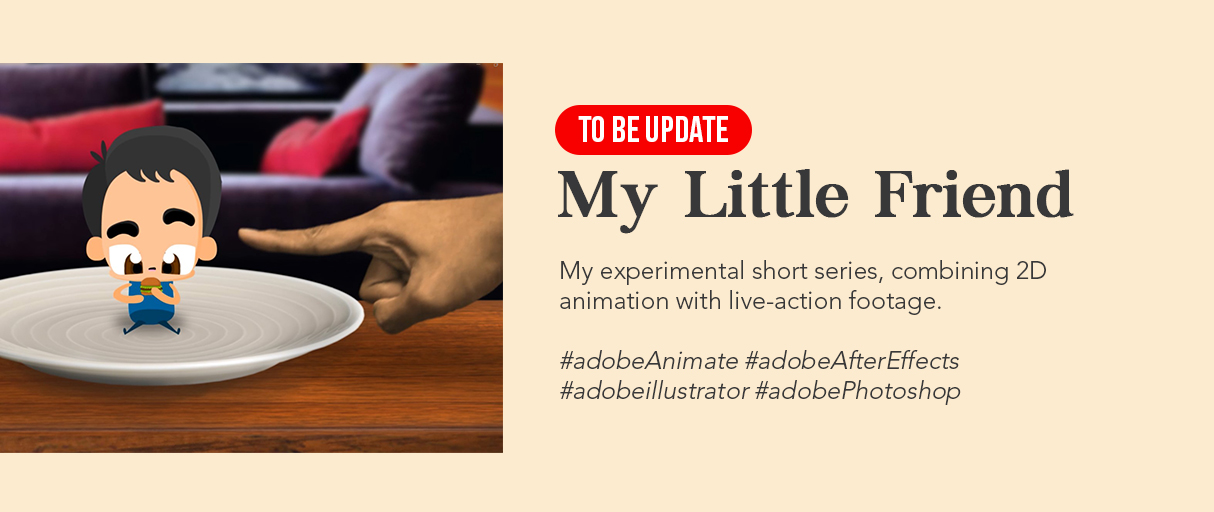 TO BE UPDATE
My Little Friend
My experimental short series, combining 2D
animation with live-action footage.
#adobeAnimate #adobeAfterEffects
#adobeillustrator #adobePhotoshop